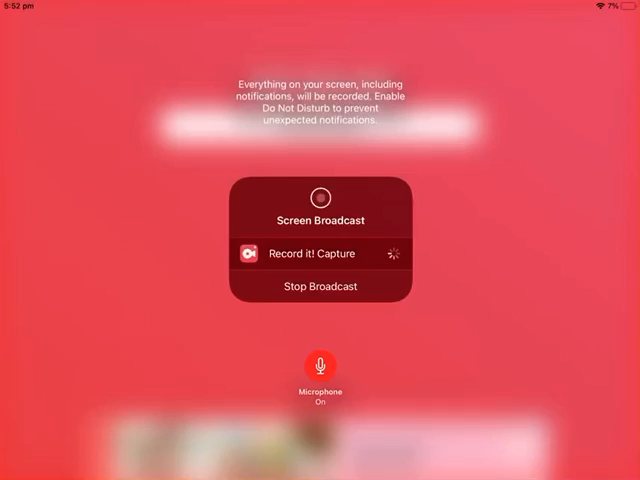 5:52 pm
7%
Everything on your screen, including
notifications, will be recorded. Enable
Do Not Disturb to prevent
unexpected notifications.
Screen Broadcast
Record it! Capture
Stop Broadcast
Microphone
On